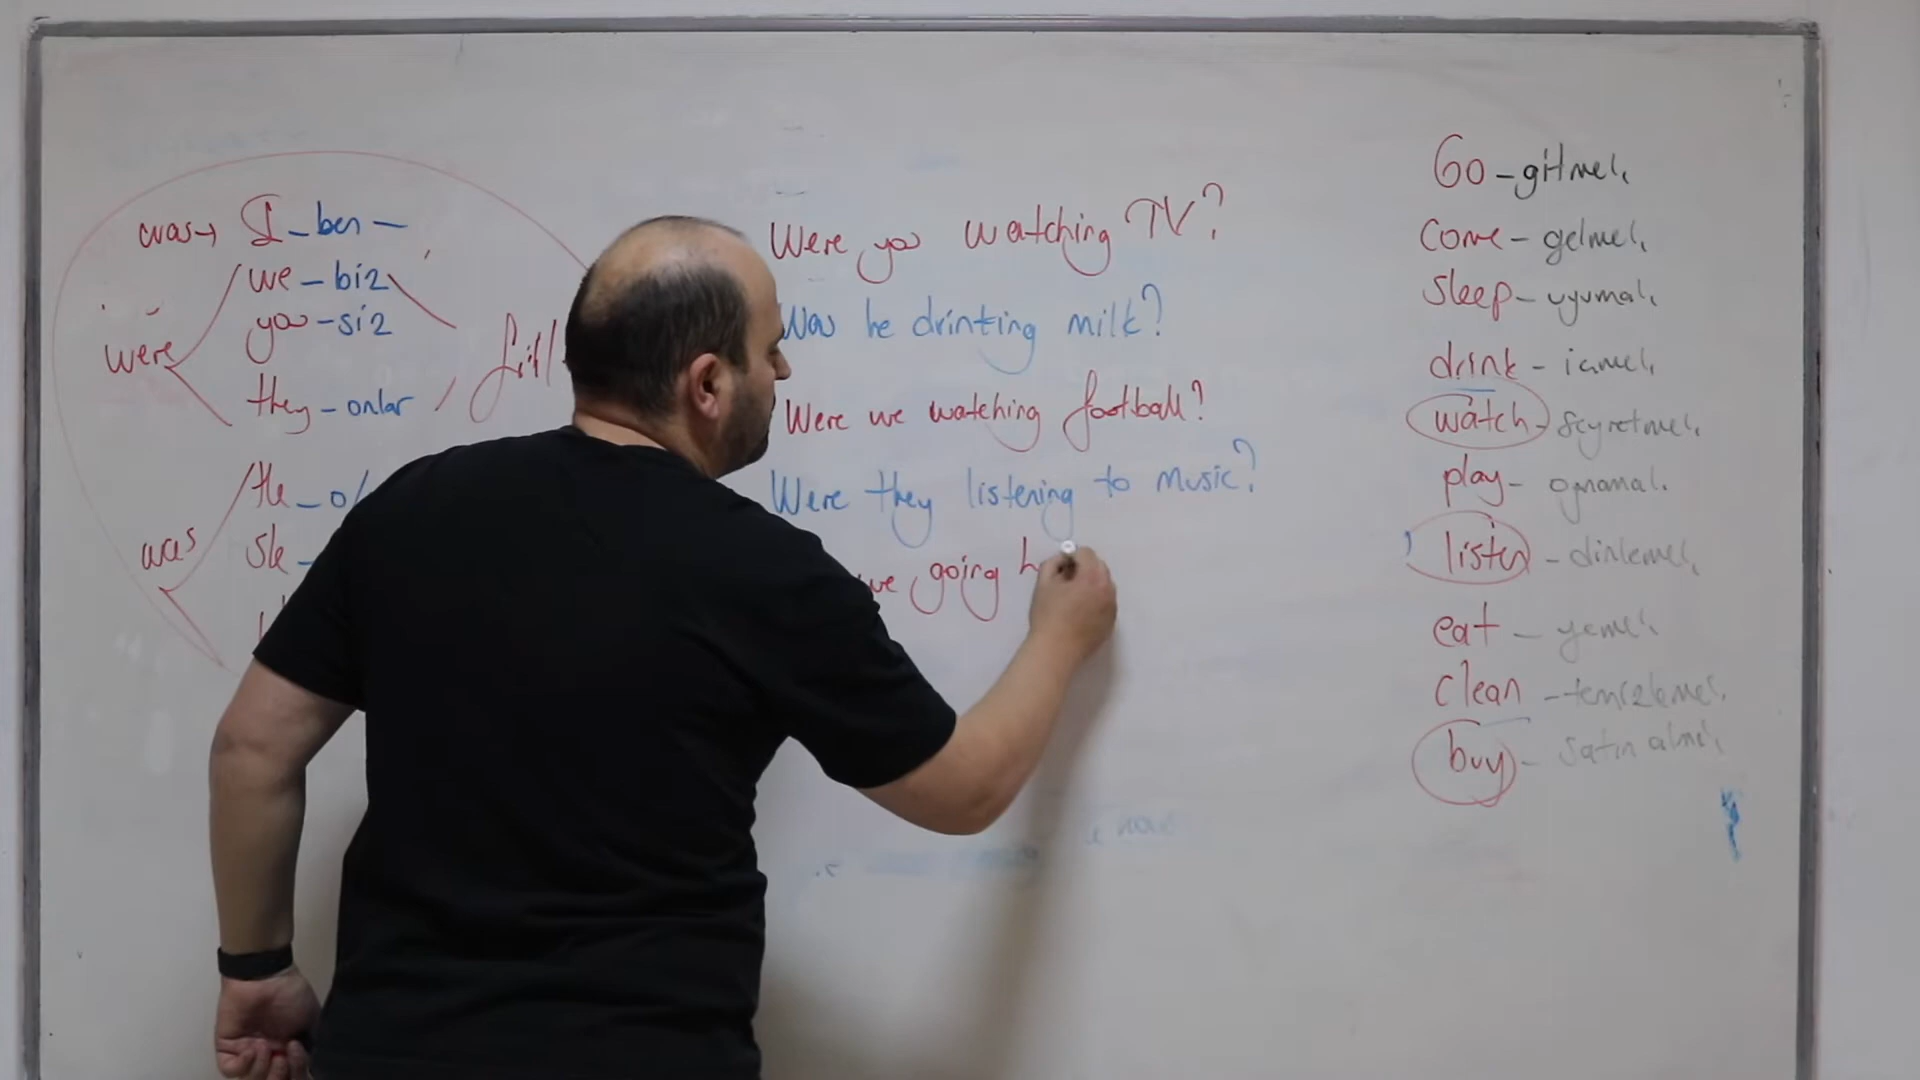 was → I - ben -
we - biz
you - siz
were
they - onlar
was
Were you watching TV?
Was he drinking milk?
Were we watching football?
Were they listening to music?
we going h
Go - gitmek
come - gelmek
sleep - uyumak
drink - içmek
watch - seyretmek
play - oynamak
listen - dinlemek
eat - yemek
clean - temizlemek
buy - satın almak